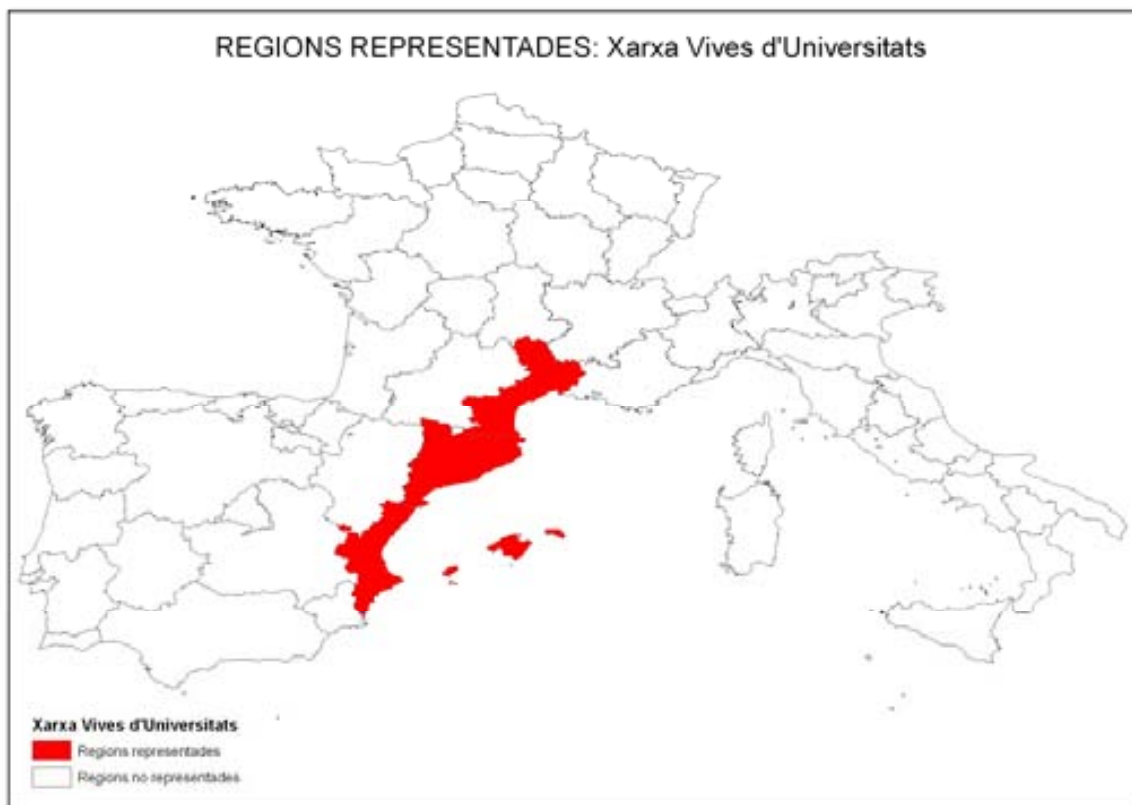 REGIONS REPRESENTADES: Xarxa Vives d'Universitats
Xarxa Vives d'Universitats
Regions representades
Regions no representades